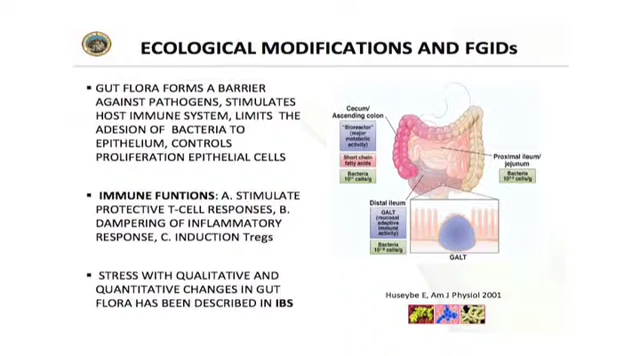 ECOLOGICAL MODIFICATIONS AND FGIDs
GUT FLORA FORMS A BARRIER
AGAINST PATHOGENS, STIMULATES
HOST IMMUNE SYSTEM, LIMITS THE
ADESION OF BACTERIA TO
EPITHELIUM, CONTROLS
PROLIFERATION EPITHELIAL CELLS
IMMUNE FUNTIONS: A. STIMULATE
PROTECTIVE T-CELL RESPONSES, B.
DAMPERING OF INFLAMMATORY
RESPONSE, C. INDUCTION Tregs
STRESS WITH QUALITATIVE AND
QUANTITATIVE CHANGES IN GUT
FLORA HAS BEEN DESCRIBED IN IBS
Cecum/
Ascending colon
"Bioreactor"
(major
metabolic
activity)
Short chain
fatty acids
Bacteria
cells/g
Proximal ileum/
jejunum
Bacteria
cells/g
Distal ileum
GALT
(mucosal
adaptive
immune
activity)
Bacteria
cells/g
GALT
Huseybe E, Am J Physiol 2001